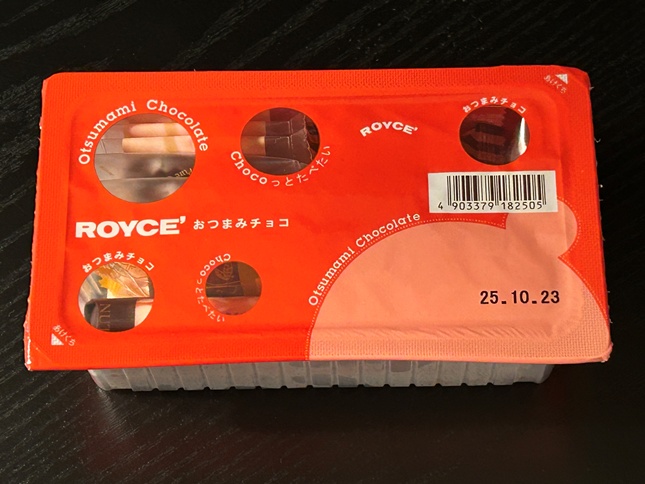 Otsumami Chocolate
Chocoっとたべたい
ROYCE'
おつまみチョコ
あけくち
4 903379 182505
ROYCE' おつまみチョコ
Otsumami Chocolate
おつまみチョコ
Chocoっとたべたい
25.10.23
あけくち